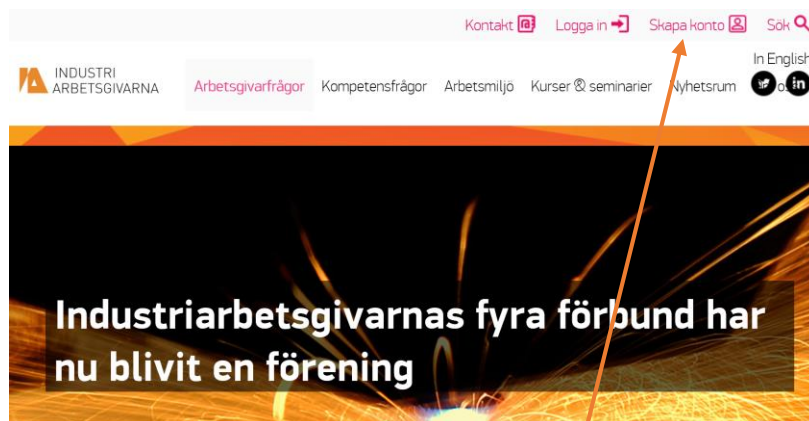 Kontakt Logga in Skapa konto Sök
In English
INDUSTRI
ARBETSGIVARNA
Arbetsgivarfrågor Kompetensfrågor Arbetsmiljö Kurser & seminarier Nyhetsrum
Industriarbetsgivarnas fyra förbund har
nu blivit en förening